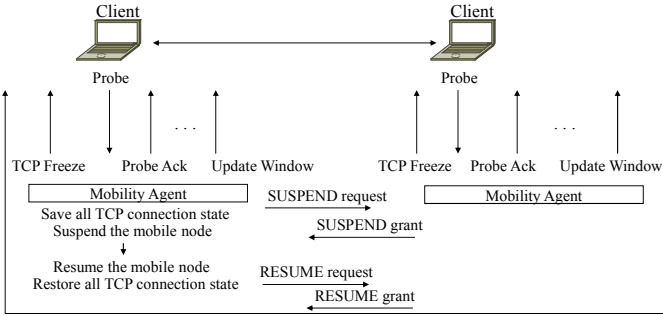 Client Client
Probe Probe
. . . . . .
TCP Freeze Probe Ack Update Window TCP Freeze Probe Ack Update Window
Mobility Agent SUSPEND request Mobility Agent
Save all TCP connection state
Suspend the mobile node SUSPEND grant
Resume the mobile node RESUME request
Restore all TCP connection state
RESUME grant